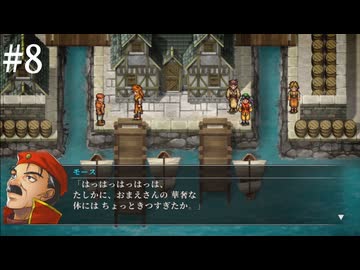 #8
モース
「はっはっはっはっは、
たしかに、おまえさんの 華奢な
体には ちょっときつすぎたか。」